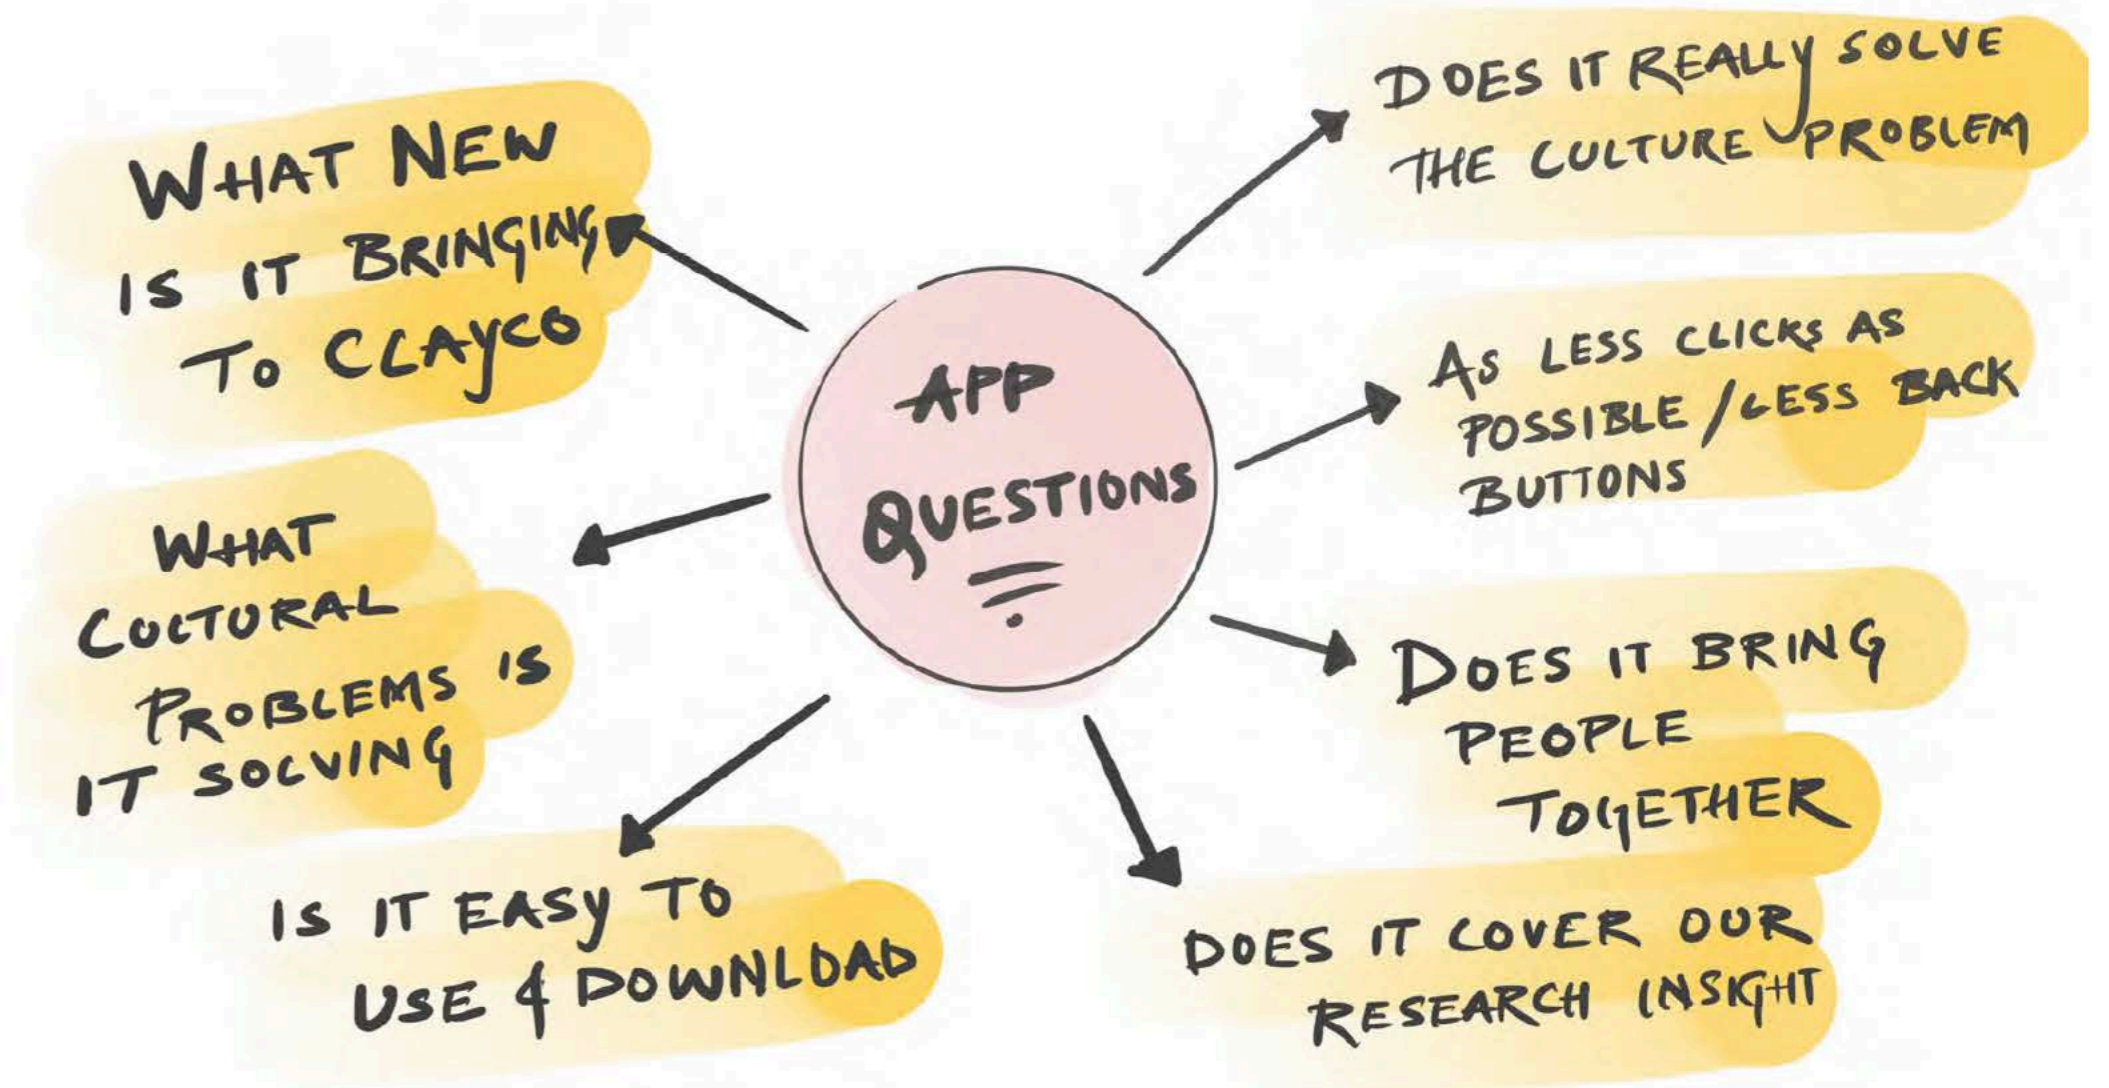 WHAT NEW
IS IT BRINGING
TO CLAYCO
WHAT
CULTURAL
PROBLEMS IS
IT SOLVING
IS IT EASY TO
USE & DOWNLOAD
APP
QUESTIONS
DOES IT REALLY SOLVE
THE CULTURE PROBLEM
AS LESS CLICKS AS
POSSIBLE / LESS BACK
BUTTONS
DOES IT BRING
PEOPLE
TOGETHER
DOES IT COVER OUR
RESEARCH INSIGHT